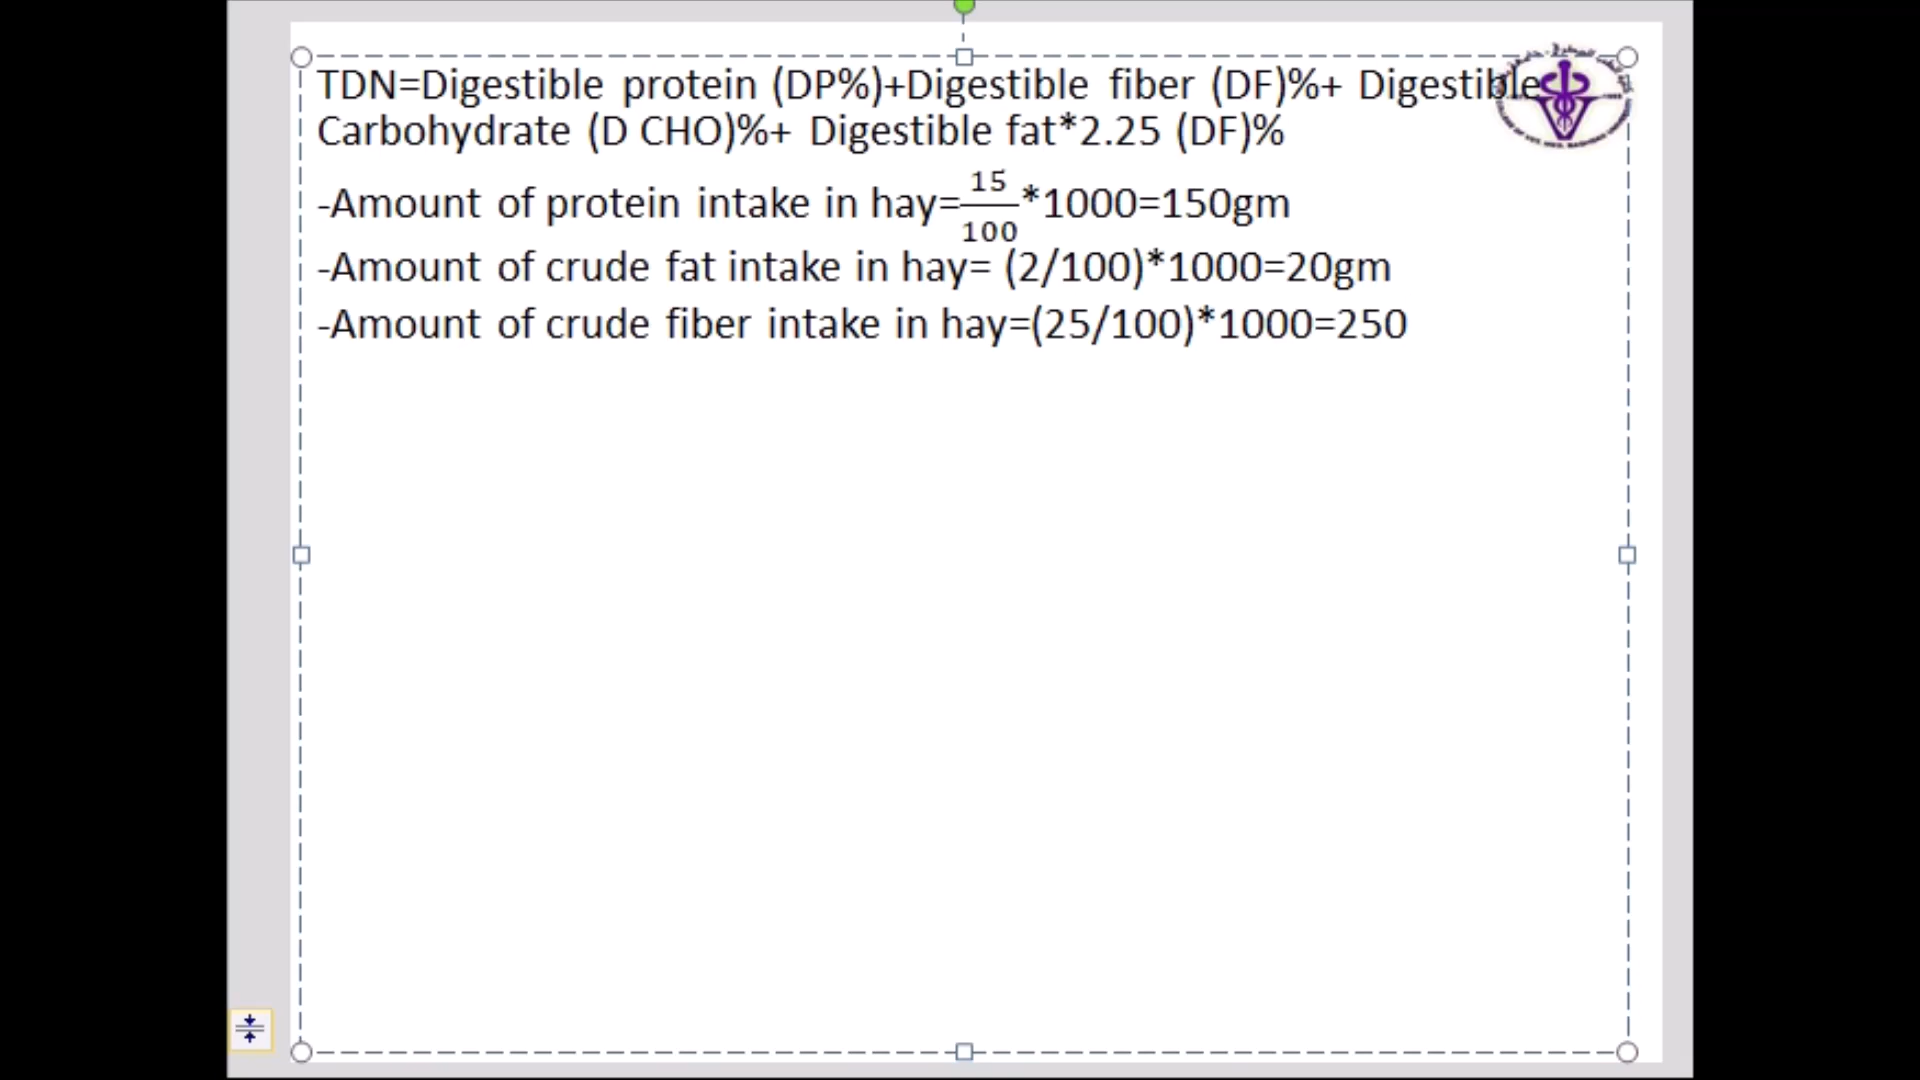 TDN=Digestible protein (DP%)+Digestible fiber (DF)%+ Digestible
Carbohydrate (D CHO)%+ Digestible fat*2.25 (DF)%
-Amount of protein intake in hay=15/100*1000=150gm
-Amount of crude fat intake in hay= (2/100)*1000=20gm
-Amount of crude fiber intake in hay=(25/100)*1000=250